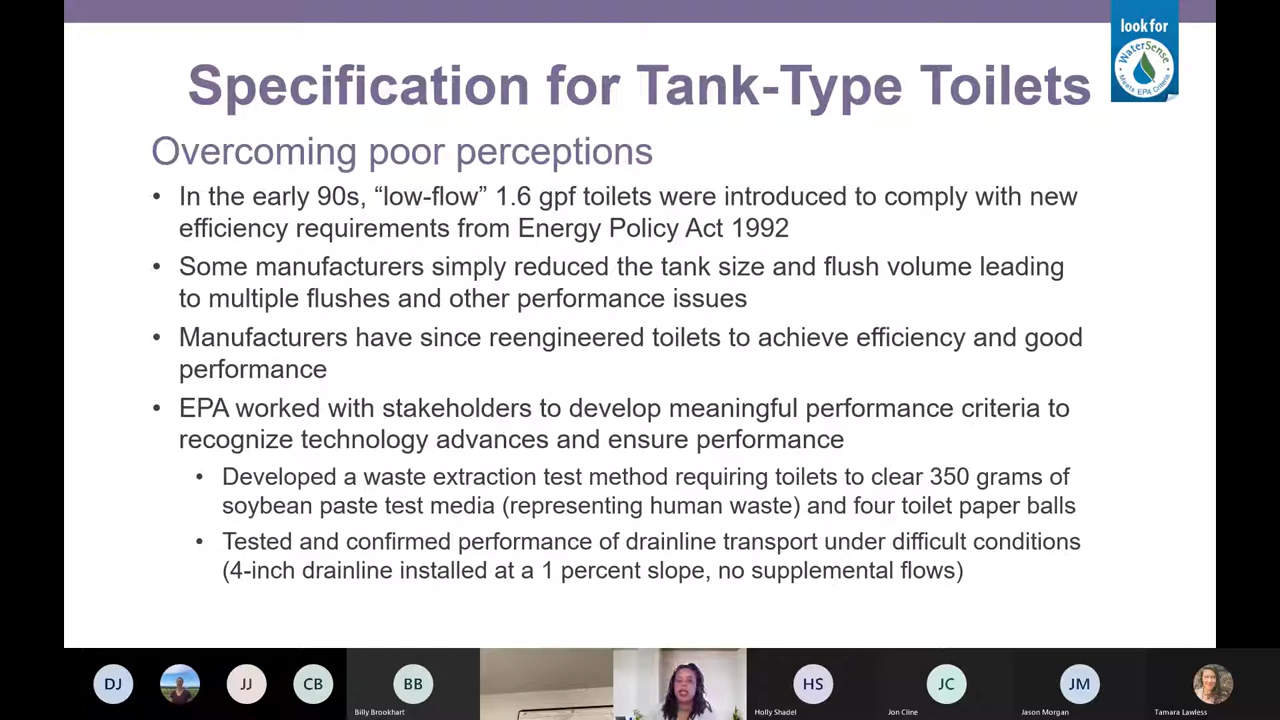 look for
WaterSense
Meets EPA Criteria
Specification for Tank-Type Toilets
Overcoming poor perceptions
• In the early 90s, “low-flow” 1.6 gpf toilets were introduced to comply with new
efficiency requirements from Energy Policy Act 1992
• Some manufacturers simply reduced the tank size and flush volume leading
to multiple flushes and other performance issues
• Manufacturers have since reengineered toilets to achieve efficiency and good
performance
• EPA worked with stakeholders to develop meaningful performance criteria to
recognize technology advances and ensure performance
• Developed a waste extraction test method requiring toilets to clear 350 grams of
soybean paste test media (representing human waste) and four toilet paper balls
• Tested and confirmed performance of drainline transport under difficult conditions
(4-inch drainline installed at a 1 percent slope, no supplemental flows)
DJ
JJ
CB
BB
HS
JC
JM
Billy Brookhart
Holly Shadel
Jon Cline
Jason Morgan
Tamara Lawless